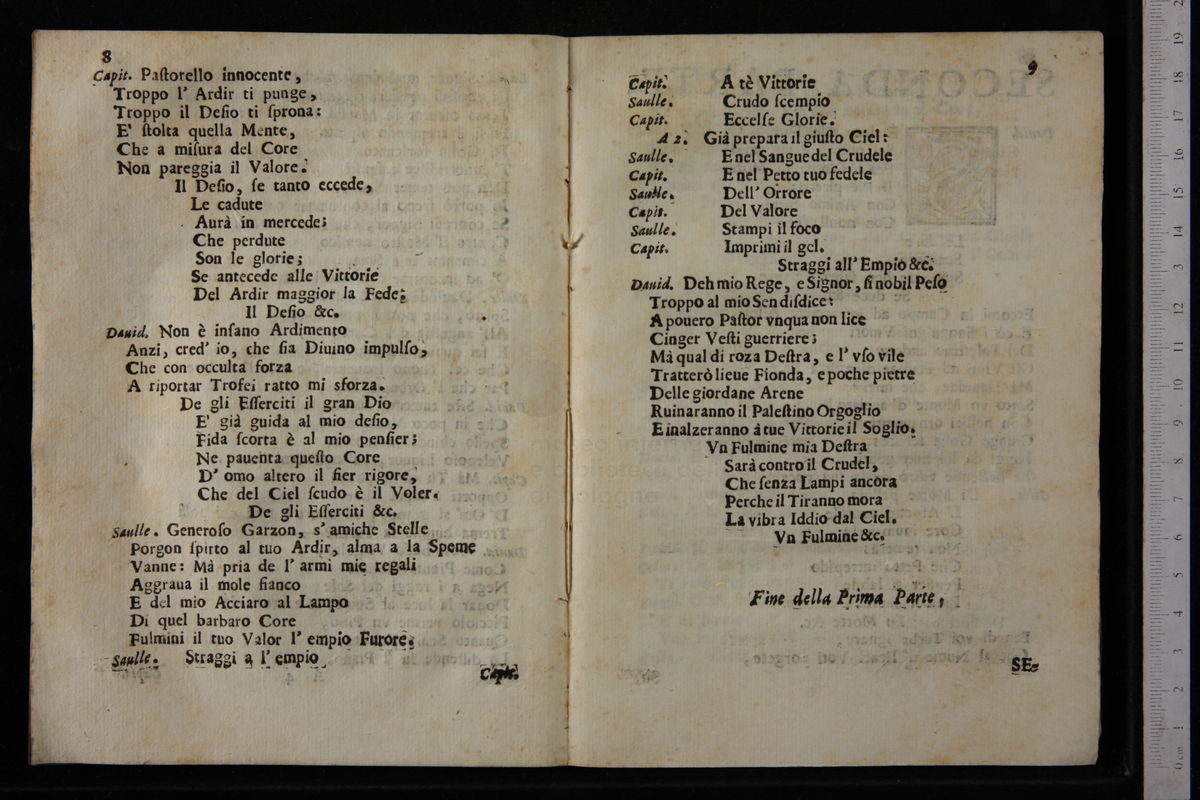 8
Capit. Paſtorello innocente,
Troppo l' Ardir ti punge,
Troppo il Deſio ti ſprona:
E' ſtolta quella Mente,
Che a miſura del Core
Non pareggia il Valore.
Il Deſio, ſe tanto eccede,
Le cadute
Aurà in mercede;
Che perdute
Son le glorie;
Se antecede alle Vittorie
Del Ardir maggior la Fede;
Il Deſio &c.
Dauid. Non è inſano Ardimento
Anzi, cred' io, che ſia Diuino impulſo,
Che con occulta forza
A riportar Trofei ratto mi sforza.
De gli Eſſerciti il gran Dio
E' già guida al mio deſio,
Fida ſcorta è al mio penſier;
Ne pauenta queſto Core
D' omo altero il fier rigore,
Che del Ciel ſcudo è il Voler.
De gli Eſſerciti &c.
Saulle. Generoſo Garzon, s' amiche Stelle
Porgon ſpirto al tuo Ardir, alma a la Speme
Vanne: Mà pria de l' armi mie regali
Aggraua il mole fianco
E del mio Acciaro al Lampo
Di quel barbaro Core
Fulmini il tuo Valor l' empio Furore.
Saulle. Straggi a l' empio
Capit.
9
Capit. A tè Vittorie
Saulle. Crudo ſcempio
Capit. Eccelſe Glorie.
A 2. Già prepara il giuſto Ciel:
Saulle. E nel Sangue del Crudele
Capit. E nel Petto tuo fedele
Saulle. Dell' Orrore
Capit. Del Valore
Saulle. Stampi il foco
Capit. Imprimi il gel.
Straggi all' Empio &c.
Dauid. Deh mio Rege, e Signor, ſi nobil Peſo
Troppo al mio Sen diſdice:
A pouero Paſtor vnqua non lice
Cinger Veſti guerriere;
Mà qual di roza Deſtra, e l' vſo vile
Tratterò lieue Fionda, e poche pietre
Delle giordane Arene
Ruinaranno il Paleſtino Orgoglio
E inalzeranno à tue Vittorie il Soglio.
Vn Fulmine mia Deſtra
Sarà contro il Crudel,
Che ſenza Lampi ancora
Perche il Tiranno mora
La vibra Iddio dal Ciel.
Vn Fulmine &c.
Fine della Prima Parte,
SE-